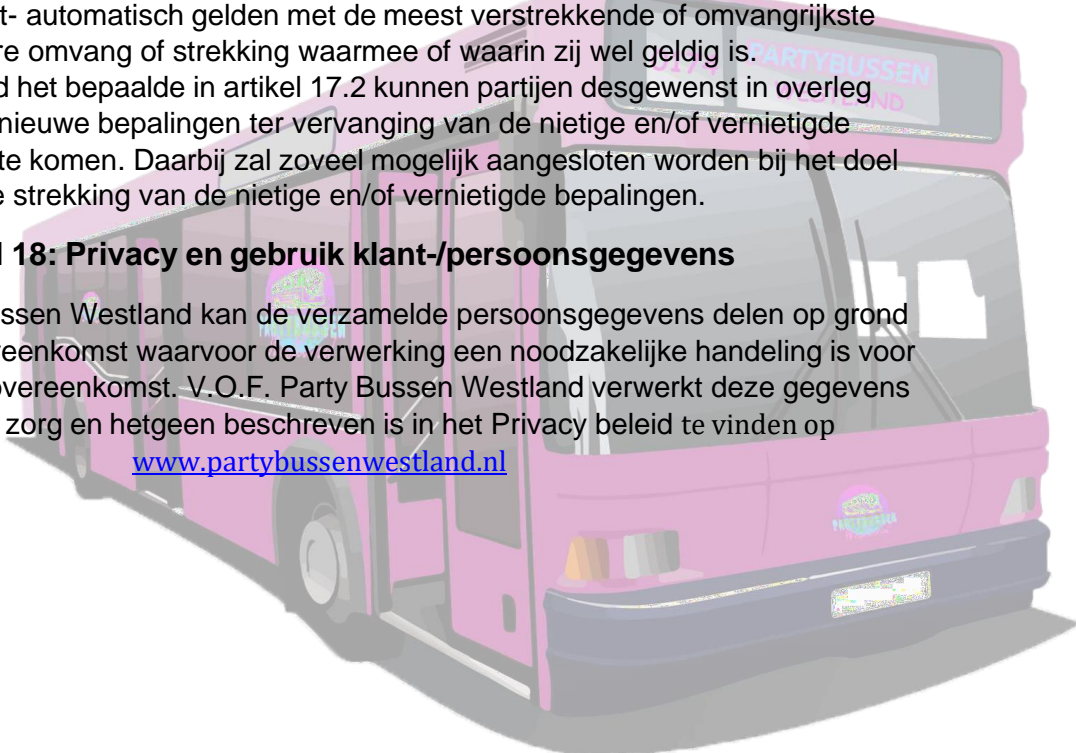 t- automatisch gelden met de meest verstrekkende of omvangrijkste
re omvang of strekking waarmee of waarin zij wel geldig is.
d het bepaalde in artikel 17.2 kunnen partijen desgewenst in overleg
nieuwe bepalingen ter vervanging van de nietige en/of vernietigde
te komen. Daarbij zal zoveel mogelijk aangesloten worden bij het doel
e strekking van de nietige en/of vernietigde bepalingen.
l 18: Privacy en gebruik klant-/persoonsgegevens
ssen Westland kan de verzamelde persoonsgegevens delen op grond
reenkomst waarvoor de verwerking een noodzakelijke handeling is voor
overeenkomst. V.O.F. Party Bussen Westland verwerkt deze gegevens
zorg en hetgeen beschreven is in het Privacy beleid te vinden op
www.partybussenwestland.nl
PARTYBUSSEN